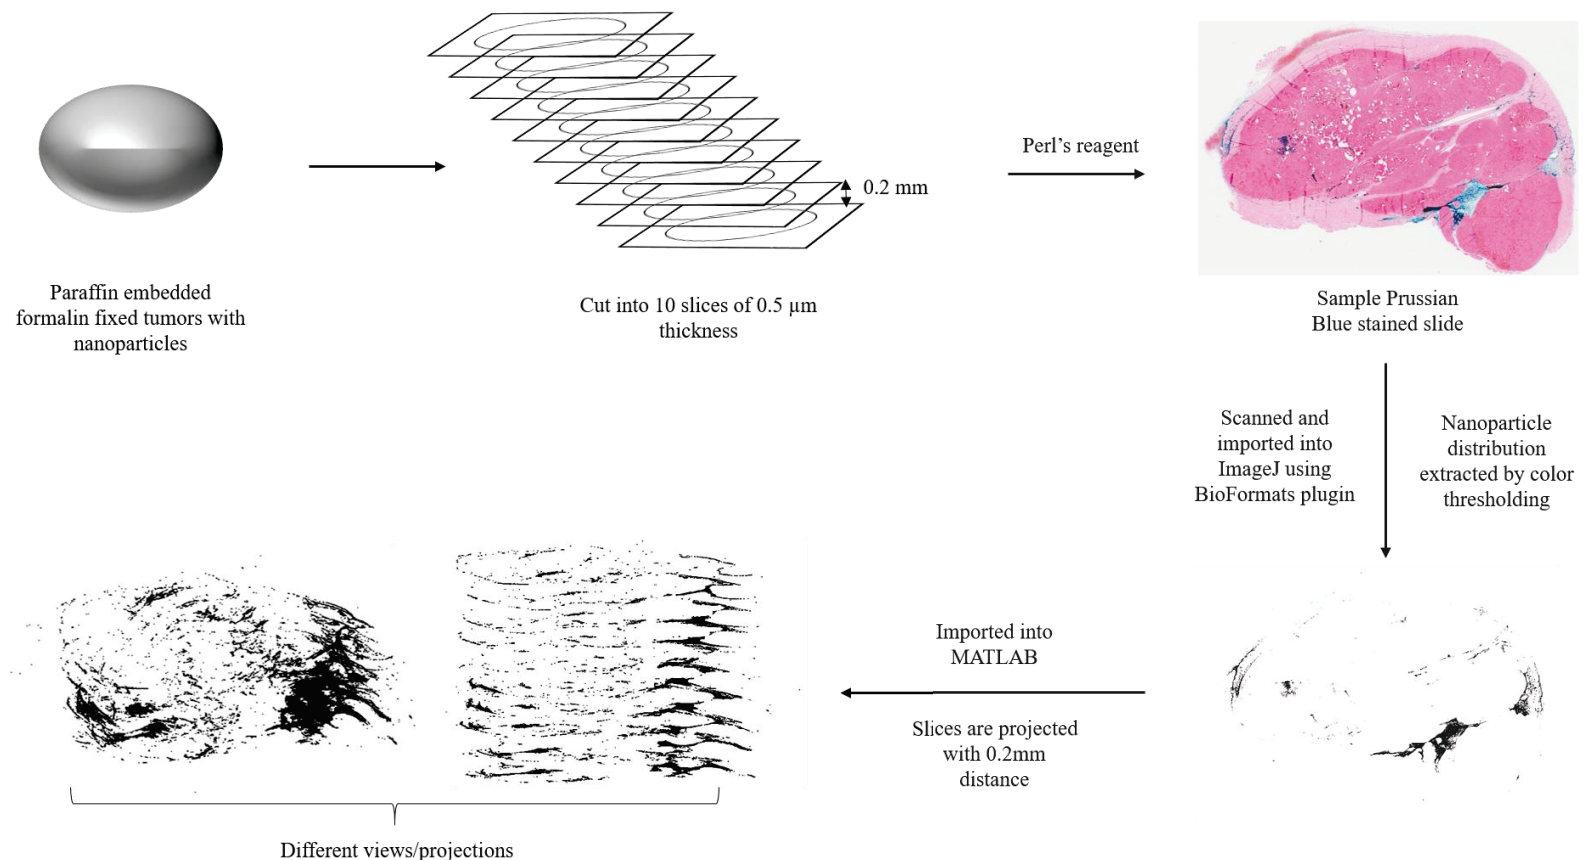 Paraffin embedded
formalin fixed tumors with
nanoparticles
0.2 mm
Cut into 10 slices of 0.5 µm
thickness
Perl’s reagent
Sample Prussian
Blue stained slide
Scanned and
imported into
ImageJ using
BioFormats plugin
Nanoparticle
distribution
extracted by color
thresholding
Imported into
MATLAB
Slices are projected
with 0.2mm
distance
Different views/projections